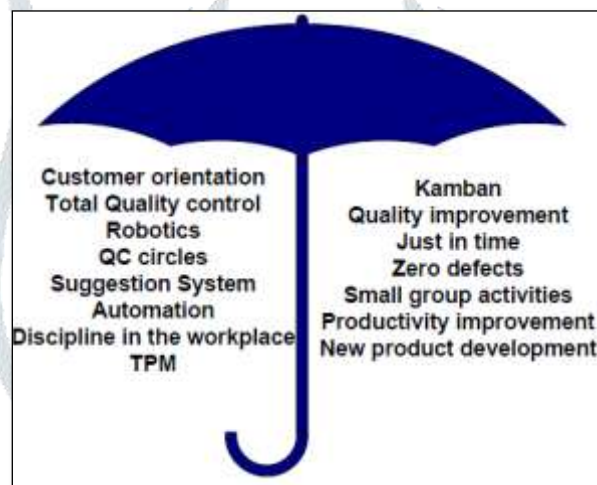 Customer orientation
Total Quality control
Robotics
QC circles
Suggestion System
Automation
Discipline in the workplace
TPM
Kamban
Quality improvement
Just in time
Zero defects
Small group activities
Productivity improvement
New product development